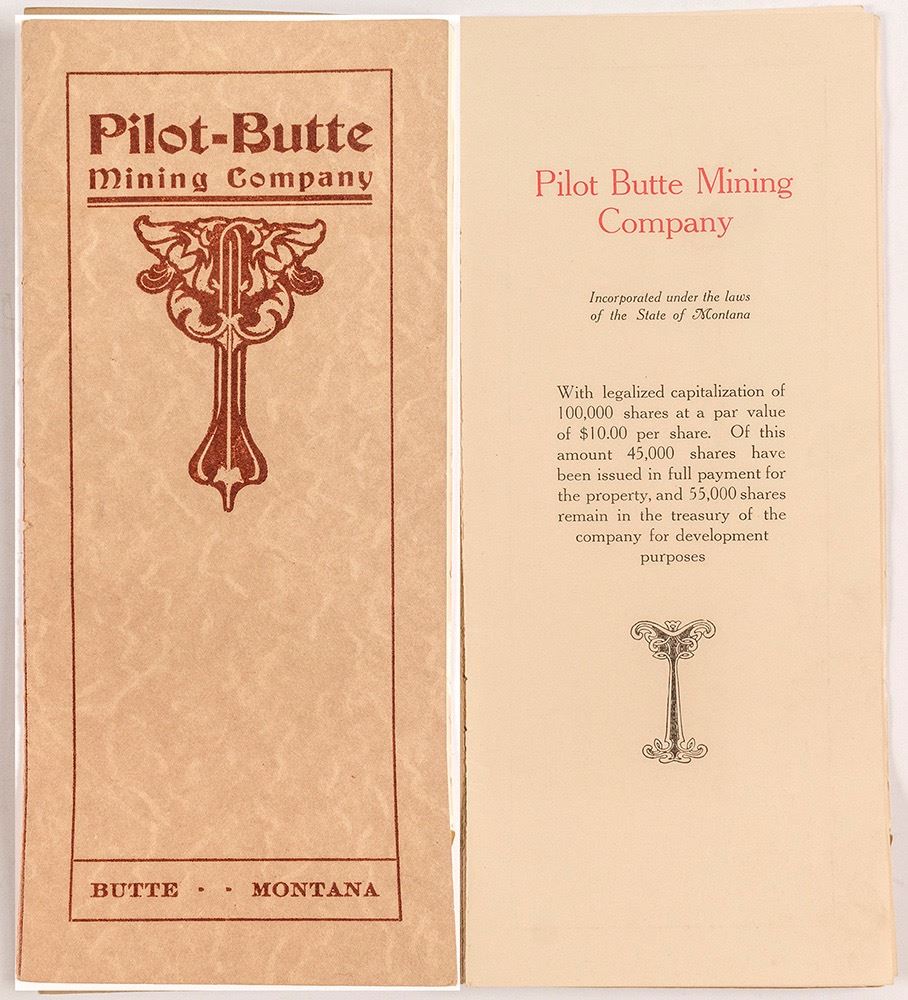 Pilot-Butte
Mining Company
BUTTE - - MONTANA
Pilot Butte Mining
Company
Incorporated under the laws
of the State of Montana
With legalized capitalization of
100,000 shares at a par value
of $10.00 per share. Of this
amount 45,000 shares have
been issued in full payment for
the property, and 55,000 shares
remain in the treasury of the
company for development
purposes